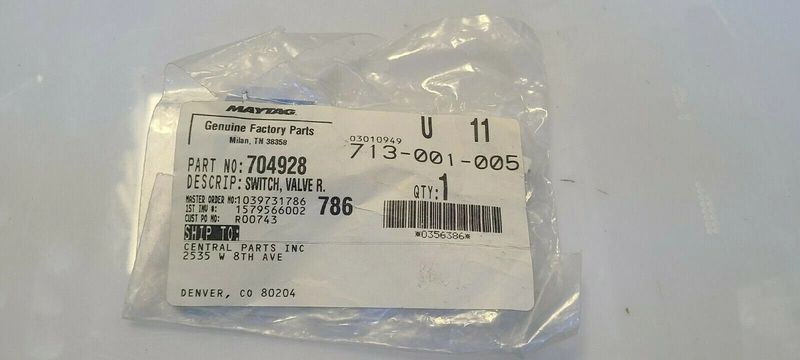 MAYTAG
Genuine Factory Parts
Milan, TN 38358
U 11
03010949
713-001-005
PART NO: 704928
DESCRIP: SWITCH, VALVE R.
QTY: 1
MASTER ORDER NO: 1039731786
1ST INV #: 1579566002
786
CUST PO NO: R00743
*0356386*
SHIP TO:
CENTRAL PARTS INC
2535 W 8TH AVE
DENVER, CO 80204